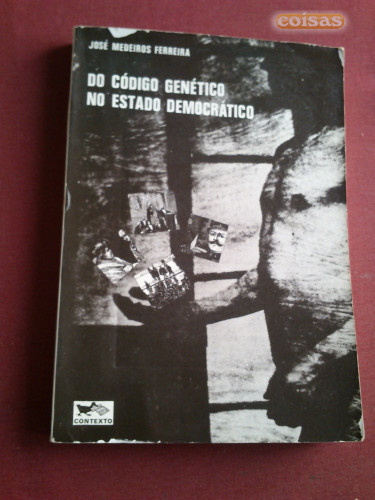 coisas
JOSÉ MEDEIROS FERREIRA
DO CÓDIGO GENÉTICO
NO ESTADO DEMOCRÁTICO
CONTEXTO